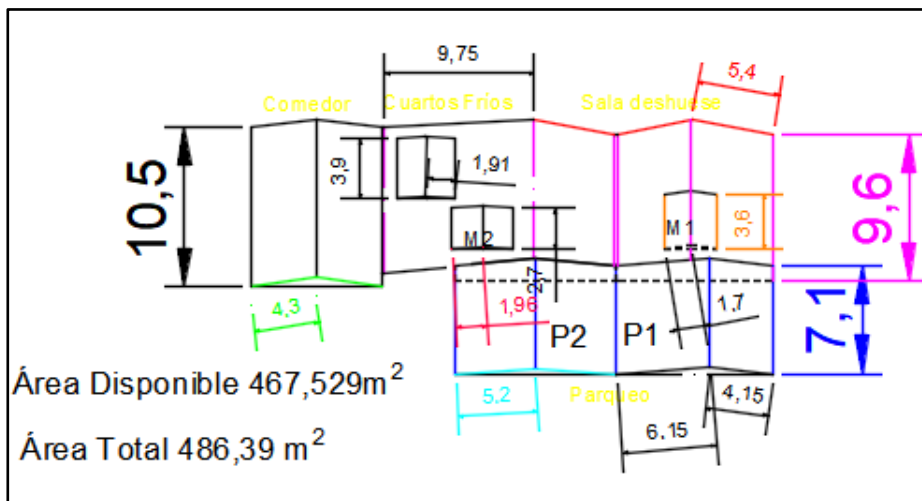 9,75
5,4
Comedor
Cuartos Fríos
Sala deshuese
10,5
3,9
1,91
M 2
M 1
3,6
9,6
2,7
1,96
P2
P1
1,7
7,1
4,3
Área Disponible 467,529m²
5,2
Parqueo
4,15
6.15
Área Total 486,39 m²